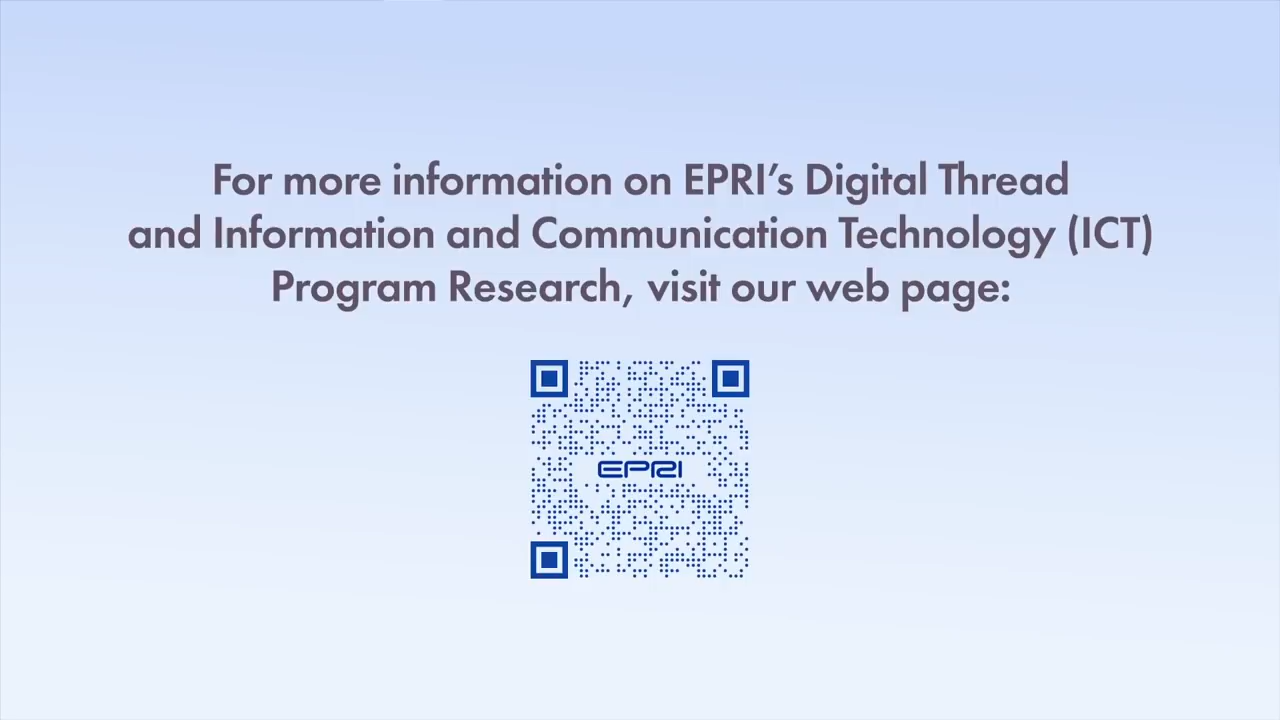 For more information on EPRI’s Digital Thread
and Information and Communication Technology (ICT)
Program Research, visit our web page:
EPRI